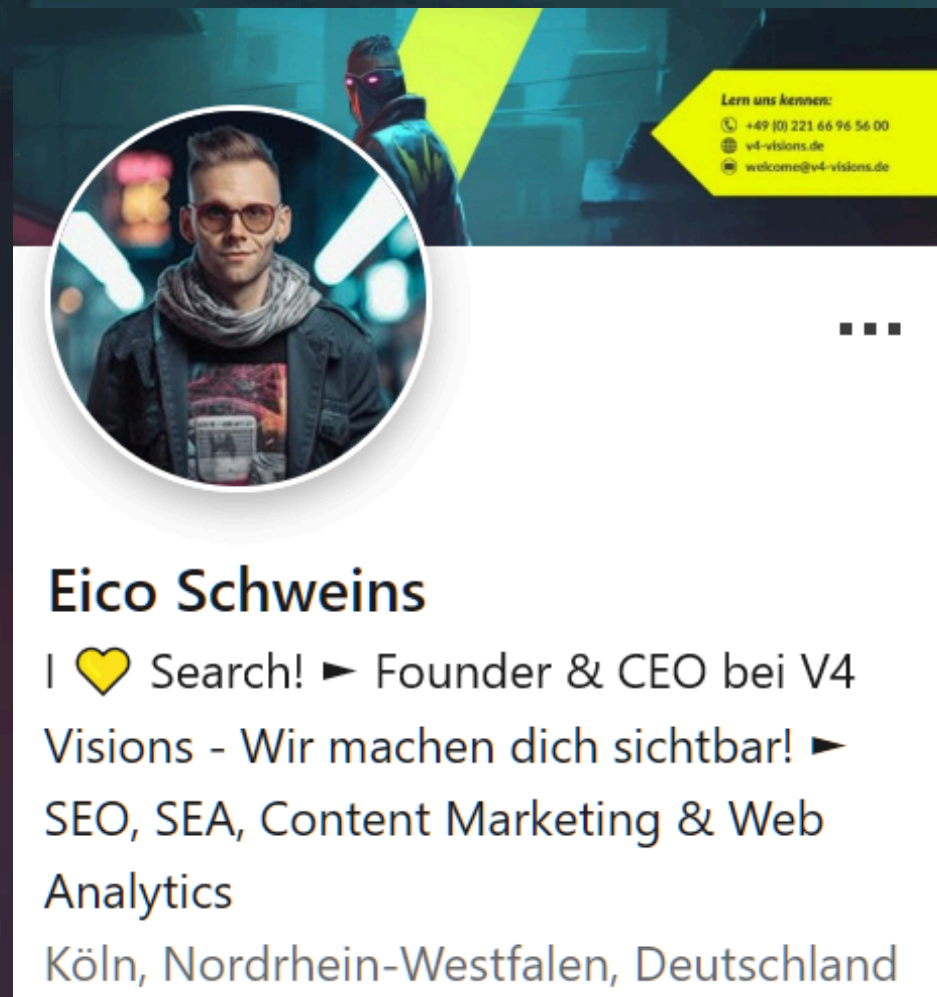 Lern uns kennen:
+49 (0) 221 66 96 56 00
v4-visions.de
welcome@v4-visions.de
Eico Schweins
I 💛 Search! ► Founder & CEO bei V4
Visions - Wir machen dich sichtbar! ►
SEO, SEA, Content Marketing & Web
Analytics
Köln, Nordrhein-Westfalen, Deutschland